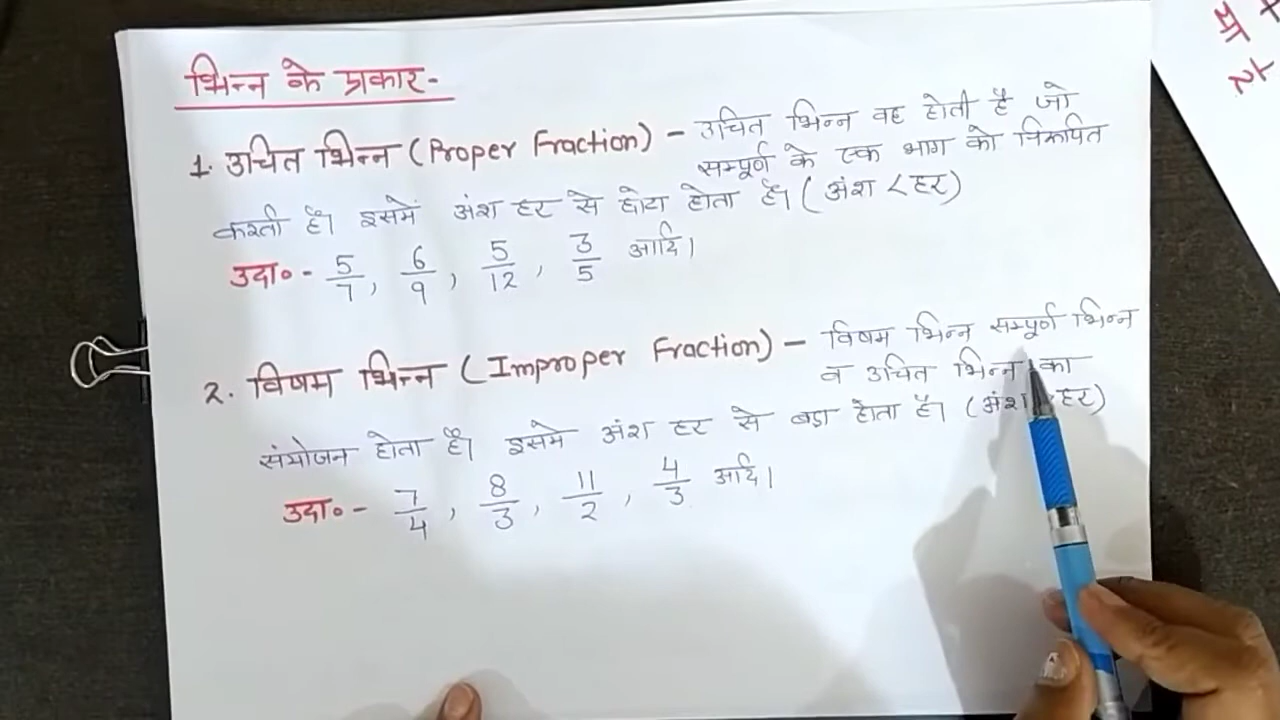 भिन्न के प्रकार-
1. उचित भिन्न (Proper Fraction) - उचित भिन्न वह होती है जो
सम्पूर्ण के एक भाग को निरूपित
करती है। इसमें अंश हर से छोटा होता है। (अंश < हर)
उदा॰ - 5/7, 6/9, 5/12, 3/5 आदि।
2. विषम भिन्न (Improper Fraction) - विषम भिन्न सम्पूर्ण भिन्न
व उचित भिन्न का
संयोजन होता है। इसमे अंश हर से बड़ा होता है। (अंश हर)
उदा॰ - 7/4, 8/3, 11/2, 4/3 आदि।